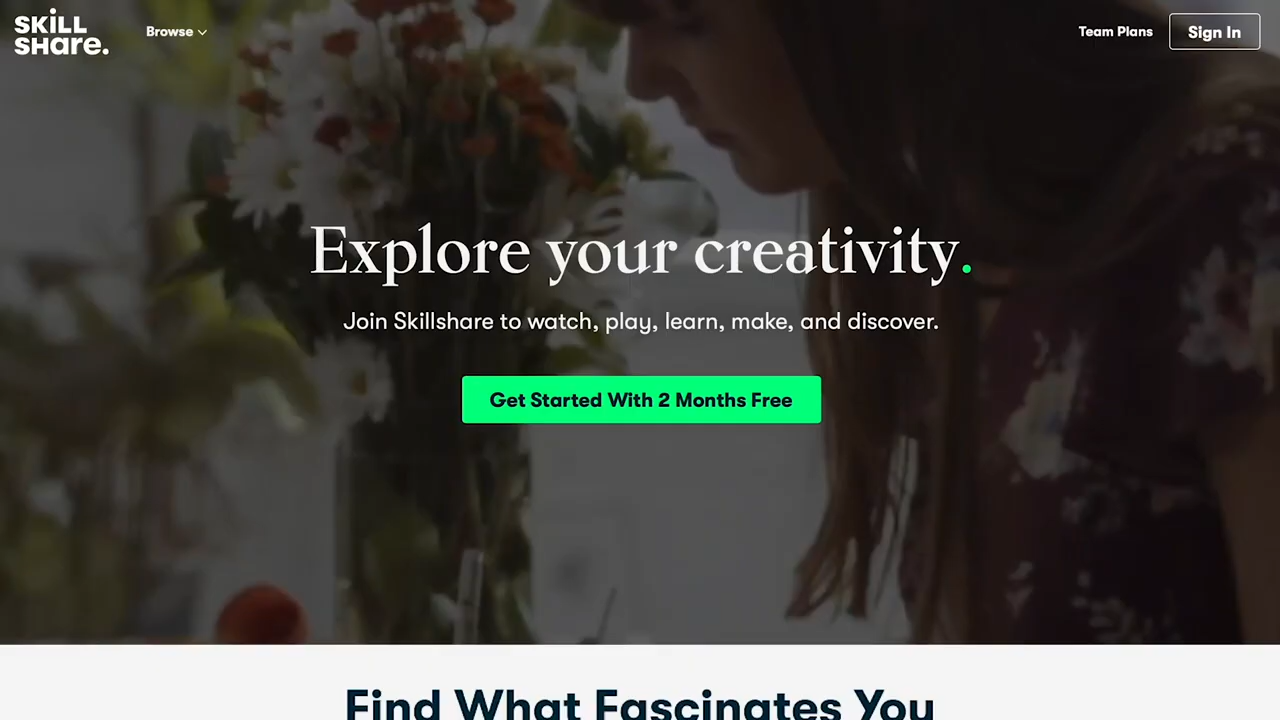 SKiLL
SHare.
Browse
Team Plans
Sign In
Explore your creativity.
Join Skillshare to watch, play, learn, make, and discover.
Get Started With 2 Months Free
Find What Fascinates You